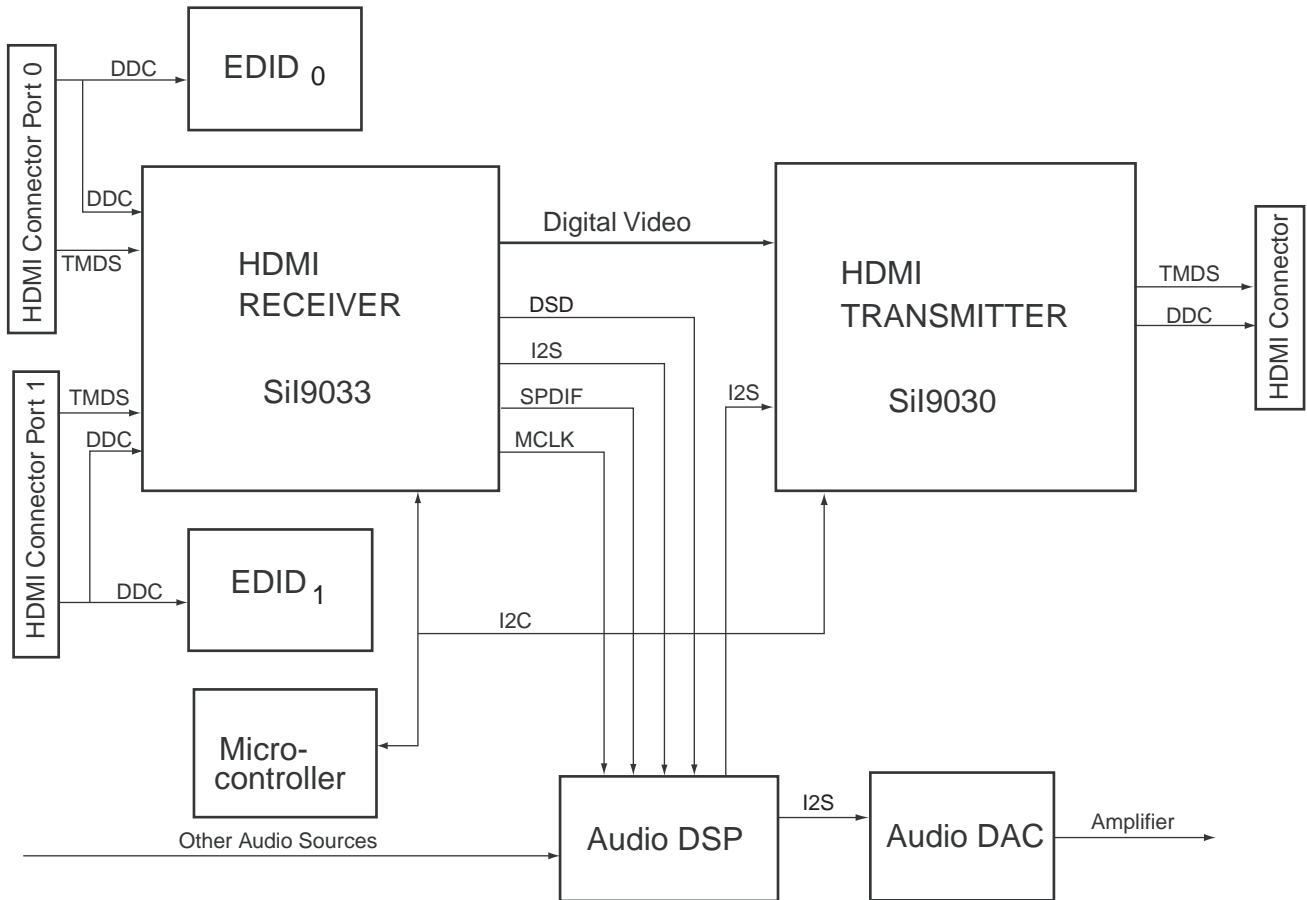 HDMI Connector Port 0
DDC
EDID 0
DDC
TMDS
HDMI
RECEIVER
SiI9033
Digital Video
DSD
I2S
SPDIF
MCLK
HDMI
TRANSMITTER
SiI9030
I2S
TMDS
DDC
HDMI Connector
HDMI Connector Port 1
TMDS
DDC
DDC
EDID 1
I2C
Micro-
controller
Other Audio Sources
Audio DSP
I2S
Audio DAC
Amplifier